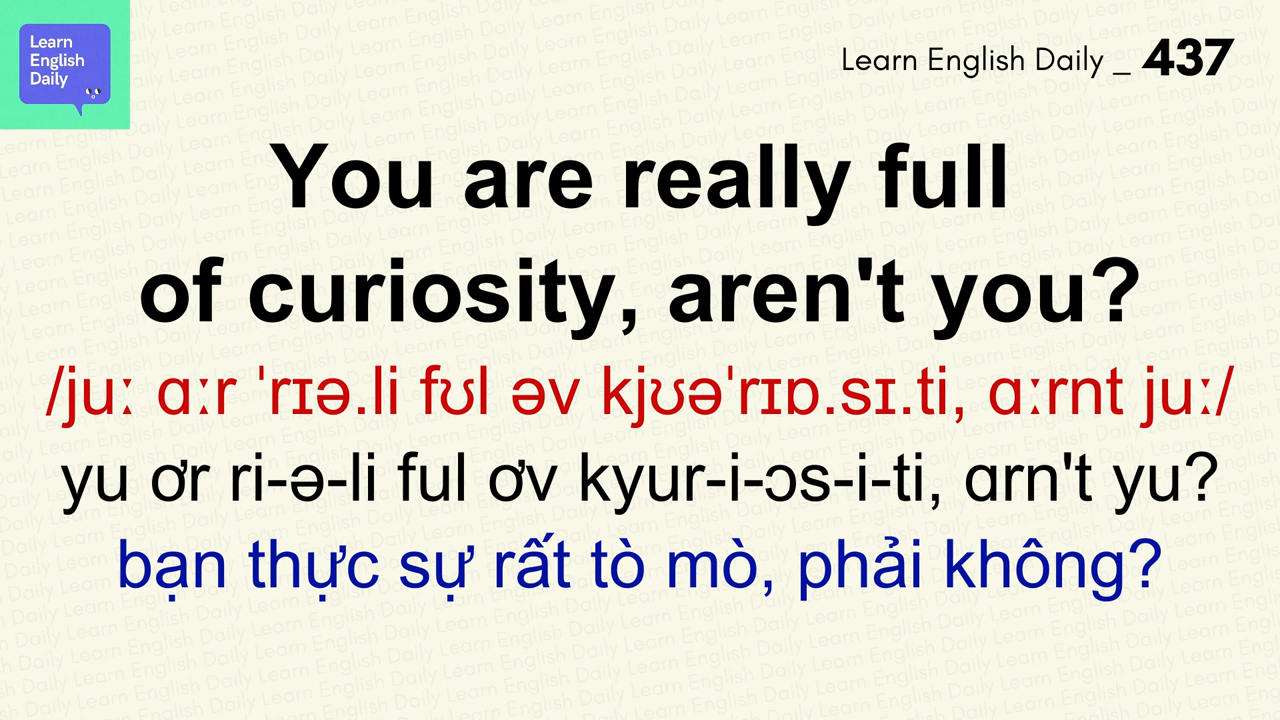 Learn
English
Daily
Learn English Daily _ 437
You are really full
of curiosity, aren't you?
/juː ɑːr ˈrɪə.li fʊl əv kjʊəˈrɪɒ.sɪ.ti, ɑːrnt juː/
yu ơr ri-ə-li ful ơv kyur-i-ɔs-i-ti, ɑrn't yu?
bạn thực sự rất tò mò, phải không?